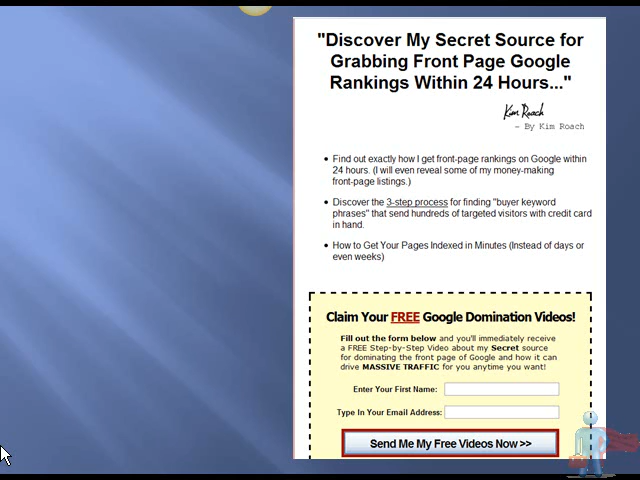 "Discover My Secret Source for
Grabbing Front Page Google
Rankings Within 24 Hours..."
Kim Roach
– By Kim Roach
• Find out exactly how I get front-page rankings on Google within
24 hours. (I will even reveal some of my money-making
front-page listings.)
• Discover the 3-step process for finding "buyer keyword
phrases" that send hundreds of targeted visitors with credit card
in hand.
• How to Get Your Pages Indexed in Minutes (Instead of days or
even weeks)
Claim Your FREE Google Domination Videos!
Fill out the form below and you'll immediately receive
a FREE Step-by-Step Video about my Secret source
for dominating the front page of Google and how it can
drive MASSIVE TRAFFIC for you anytime you want!
Enter Your First Name:
Type In Your Email Address:
Send Me My Free Videos Now >>